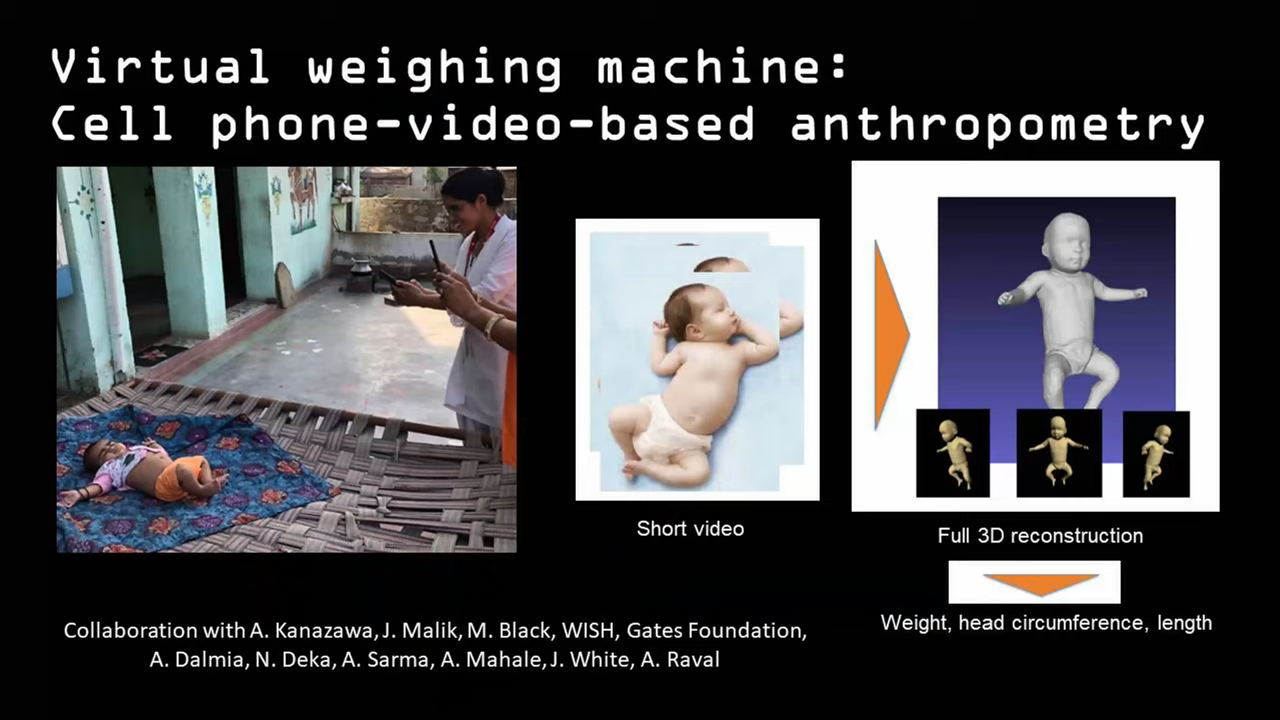 Virtual weighing machine:
Cell phone-video-based anthropometry
Short video
Full 3D reconstruction
Weight, head circumference, length
Collaboration with A. Kanazawa, J. Malik, M. Black, WISH, Gates Foundation,
A. Dalmia, N. Deka, A. Sarma, A. Mahale, J. White, A. Raval